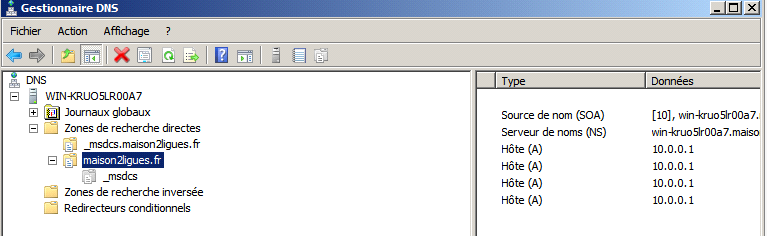 Gestionnaire DNS
Fichier Action Affichage ?
DNS
WIN-KRUO5LR00A7
Journaux globaux
Zones de recherche directes
_msdcs.maison2ligues.fr
maison2ligues.fr
_msdcs
Zones de recherche inversée
Redirecteurs conditionnels
Type Données
Source de nom (SOA) [10], win-kruo5lr00a7.
Serveur de noms (NS) win-kruo5lr00a7.maiso
Hôte (A) 10.0.0.1
Hôte (A) 10.0.0.1
Hôte (A) 10.0.0.1
Hôte (A) 10.0.0.1